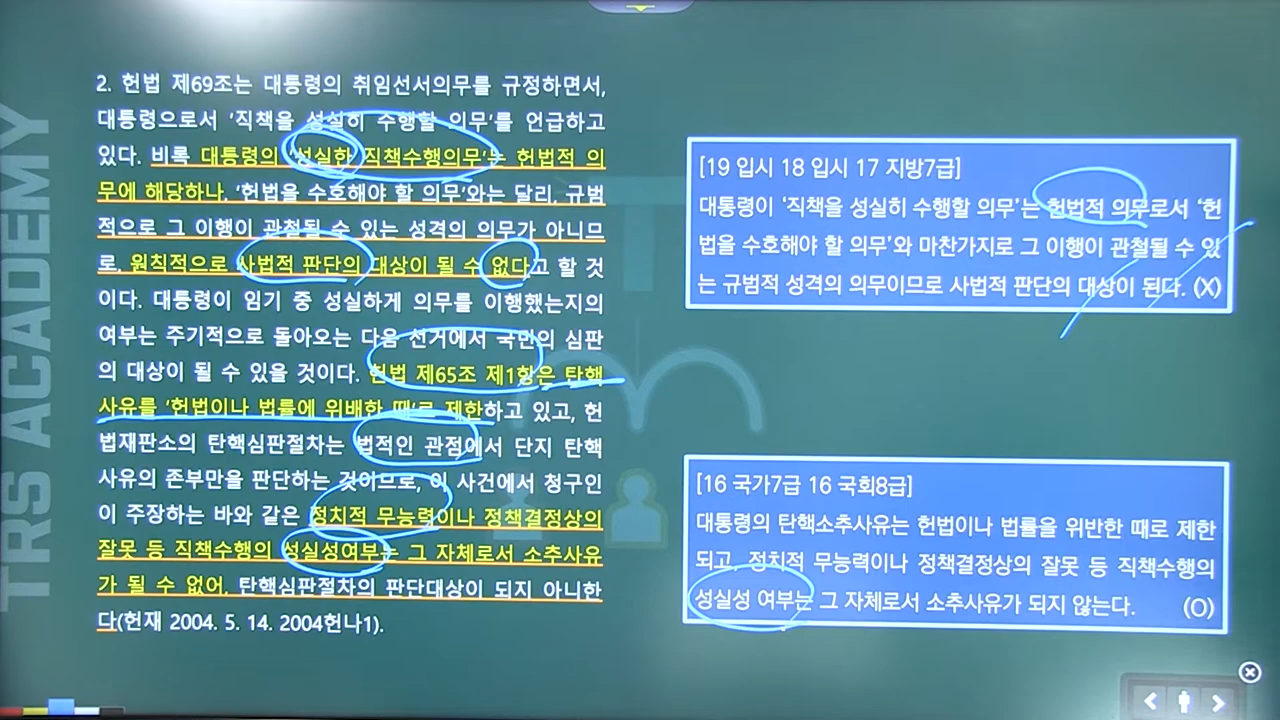 TRS ACADEMY
2. 헌법 제69조는 대통령의 취임선서의무를 규정하면서,
대통령으로서 '직책을 성실히 수행할 의무'를 언급하고
있다. 비록 대통령의 '성실한 직책수행의무'는 헌법적 의
무에 해당하나, '헌법을 수호해야 할 의무'와는 달리, 규범
적으로 그 이행이 관철될 수 있는 성격의 의무가 아니므
로, 원칙적으로 사법적 판단의 대상이 될 수 없다고 할 것
이다. 대통령이 임기 중 성실하게 의무를 이행했는지의
여부는 주기적으로 돌아오는 다음 선거에서 국민의 심판
의 대상이 될 수 있을 것이다. 헌법 제65조 제1항은 탄핵
사유를 '헌법이나 법률에 위배한 때'로 제한하고 있고, 헌
법재판소의 탄핵심판절차는 법적인 관점에서 단지 탄핵
사유의 존부만을 판단하는 것이므로, 이 사건에서 청구인
이 주장하는 바와 같은 정치적 무능력이나 정책결정상의
잘못 등 직책수행의 성실성여부는 그 자체로서 소추사유
가 될 수 없어, 탄핵심판절차의 판단대상이 되지 아니한
다(헌재 2004. 5. 14. 2004헌나1).
[19 입시 18 입시 17 지방7급]
대통령이 '직책을 성실히 수행할 의무'는 헌법적 의무로서 '헌
법을 수호해야 할 의무'와 마찬가지로 그 이행이 관철될 수 있
는 규범적 성격의 의무이므로 사법적 판단의 대상이 된다. (X)
[16 국가7급 16 국회8급]
대통령의 탄핵소추사유는 헌법이나 법률을 위반한 때로 제한
되고, 정치적 무능력이나 정책결정상의 잘못 등 직책수행의
성실성 여부는 그 자체로서 소추사유가 되지 않는다. (O)